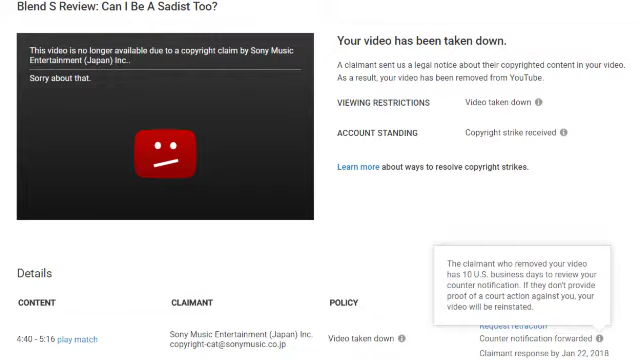 Blend S Review: Can I Be A Sadist Too?
This video is no longer available due to a copyright claim by Sony Music
Entertainment (Japan) Inc..
Sorry about that.
Your video has been taken down.
A claimant sent us a legal notice about their copyrighted content in your video.
As a result, your video has been removed from YouTube.
VIEWING RESTRICTIONS Video taken down
ACCOUNT STANDING Copyright strike received
Learn more about ways to resolve copyright strikes.
The claimant who removed your video
has 10 U.S. business days to review your
counter notification. If they don't provide
proof of a court action against you, your
video will be reinstated.
Details
CONTENT CLAIMANT POLICY
Request retraction
4:40 - 5:16 play match Sony Music Entertainment (Japan) Inc. Video taken down Counter notification forwarded
copyright-cat@sonymusic.co.jp
Claimant response by Jan 22, 2018